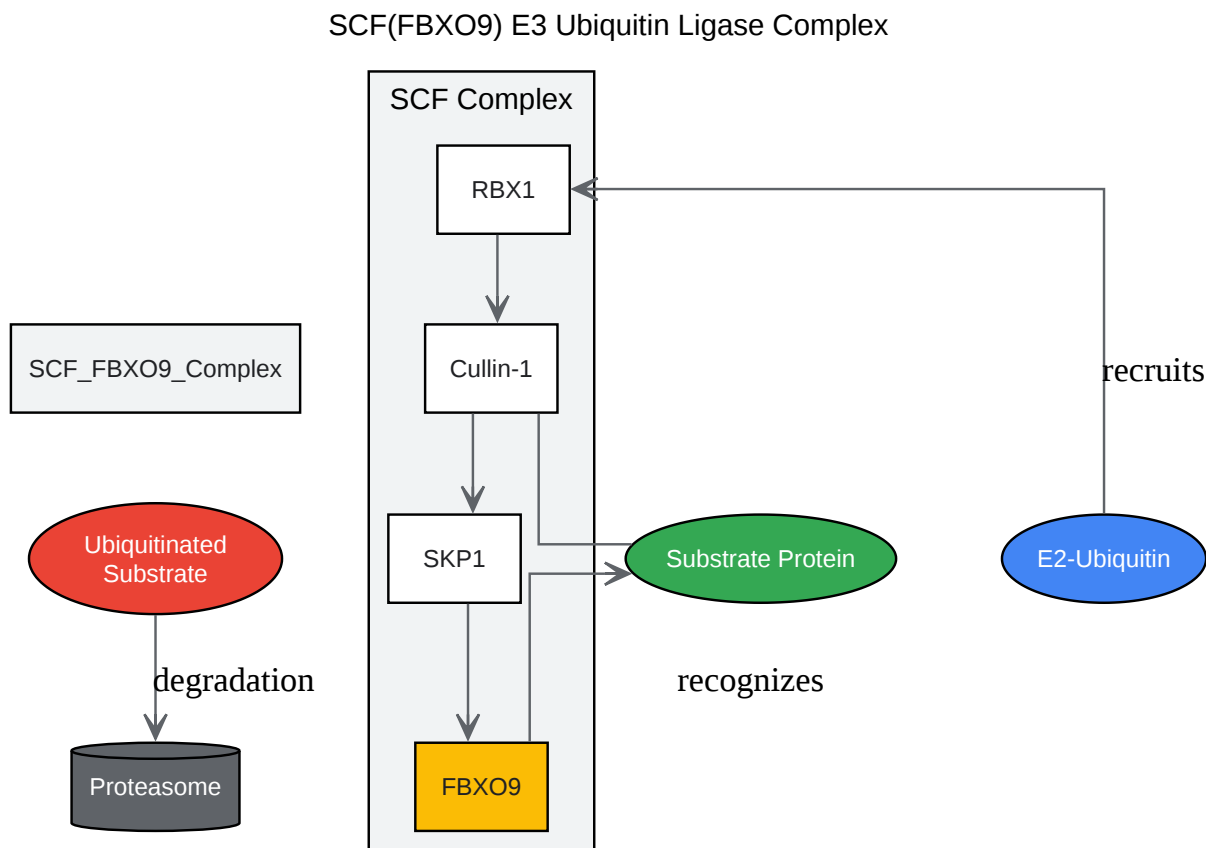 SCF(FBXO9) E3 Ubiquitin Ligase Complex
SCF Complex
RBX1
SCF_FBXO9_Complex
Cullin-1
recruits
Ubiquitinated
Substrate
SKP1
Substrate Protein
E2-Ubiquitin
degradation
recognizes
Proteasome
FBXO9